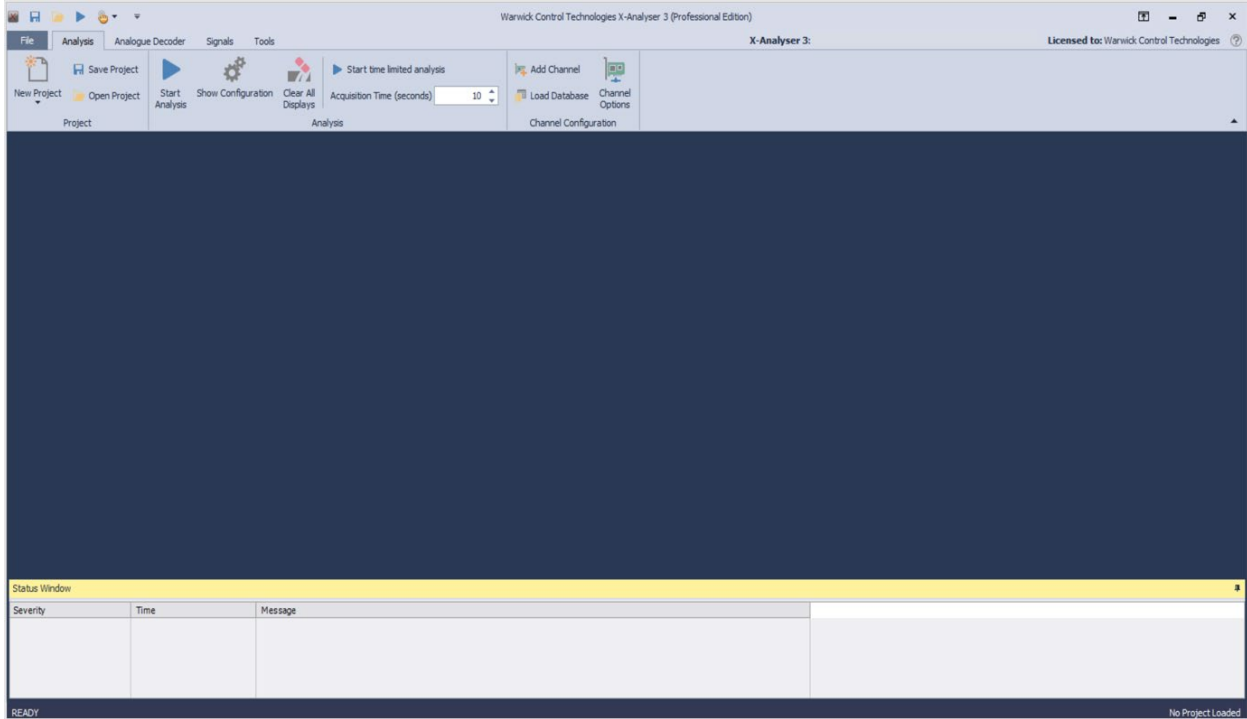 Warwick Control Technologies X-Analyser 3 (Professional Edition)
File Analysis Analogue Decoder Signals Tools X-Analyser 3: Licensed to: Warwick Control Technologies
New Project
Save Project
Open Project
Project
Start Analysis
Show Configuration
Clear All Displays
Start time limited analysis
Acquisition Time (seconds) 10
Analysis
Add Channel
Load Database
Channel Options
Channel Configuration
Status Window
Severity Time Message
READY No Project Loaded